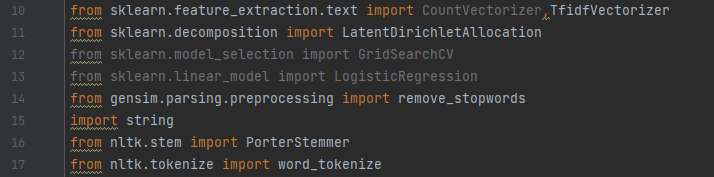 10 from sklearn.feature_extraction.text import CountVectorizer,TfidfVectorizer
11 from sklearn.decomposition import LatentDirichletAllocation
12 from sklearn.model_selection import GridSearchCV
13 from sklearn.linear_model import LogisticRegression
14 from gensim.parsing.preprocessing import remove_stopwords
15 import string
16 from nltk.stem import PorterStemmer
17 from nltk.tokenize import word_tokenize